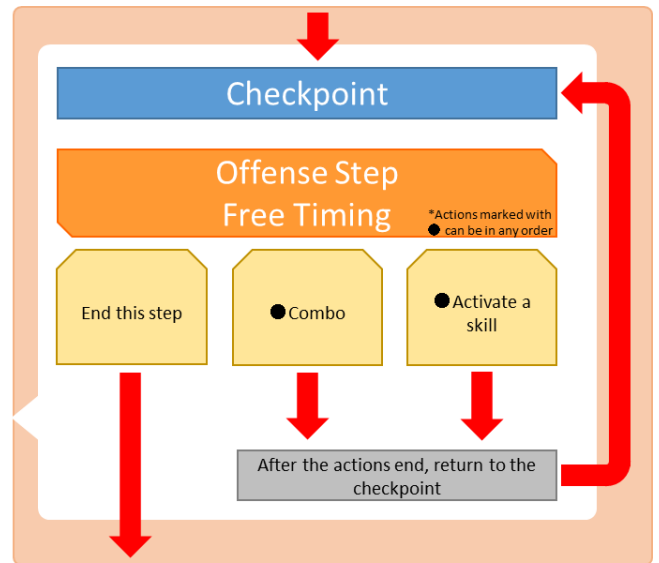 Checkpoint
Offense Step
Free Timing
*Actions marked with
● can be in any order
End this step
●Combo
●Activate a
skill
After the actions end, return to the
checkpoint